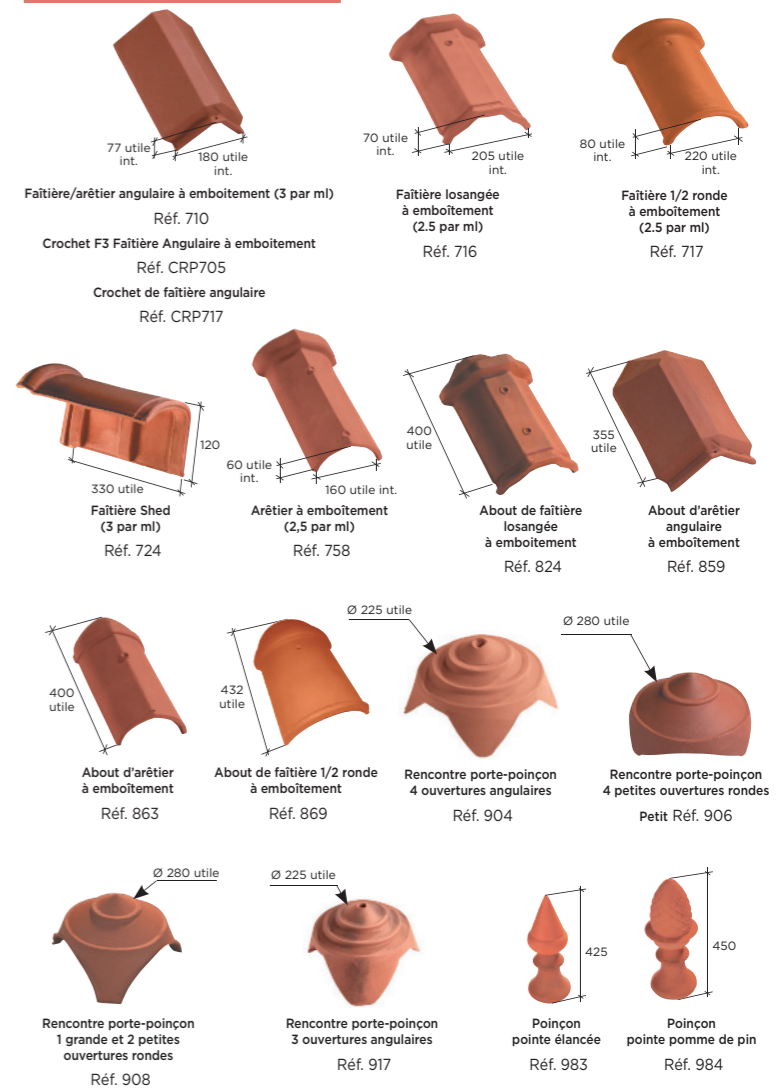 77 utile
int.
180 utile
int.
Faîtière/arêtier angulaire à emboitement (3 par ml)
Réf. 710
Crochet F3 Faîtière Angulaire à emboitement
Réf. CRP705
Crochet de faîtière angulaire
Réf. CRP717
70 utile
int.
205 utile
int.
Faîtière losangée
à emboîtement
(2.5 par ml)
Réf. 716
80 utile
int.
220 utile
int.
Faîtière 1/2 ronde
à emboîtement
(2.5 par ml)
Réf. 717
120
330 utile
Faîtière Shed
(3 par ml)
Réf. 724
60 utile
int.
160 utile int.
Arêtier à emboîtement
(2,5 par ml)
Réf. 758
400
utile
About de faîtière
losangée
à emboitement
Réf. 824
355
utile
About d'arêtier
angulaire
à emboîtement
Réf. 859
400
utile
About d'arêtier
à emboîtement
Réf. 863
432
utile
About de faîtière 1/2 ronde
à emboîtement
Réf. 869
Ø 225 utile
Rencontre porte-poinçon
4 ouvertures angulaires
Réf. 904
Ø 280 utile
Rencontre porte-poinçon
4 petites ouvertures rondes
Petit Réf. 906
Ø 280 utile
Rencontre porte-poinçon
1 grande et 2 petites
ouvertures rondes
Réf. 908
Ø 225 utile
Rencontre porte-poinçon
3 ouvertures angulaires
Réf. 917
425
Poinçon
pointe élancée
Réf. 983
450
Poinçon
pointe pomme de pin
Réf. 984